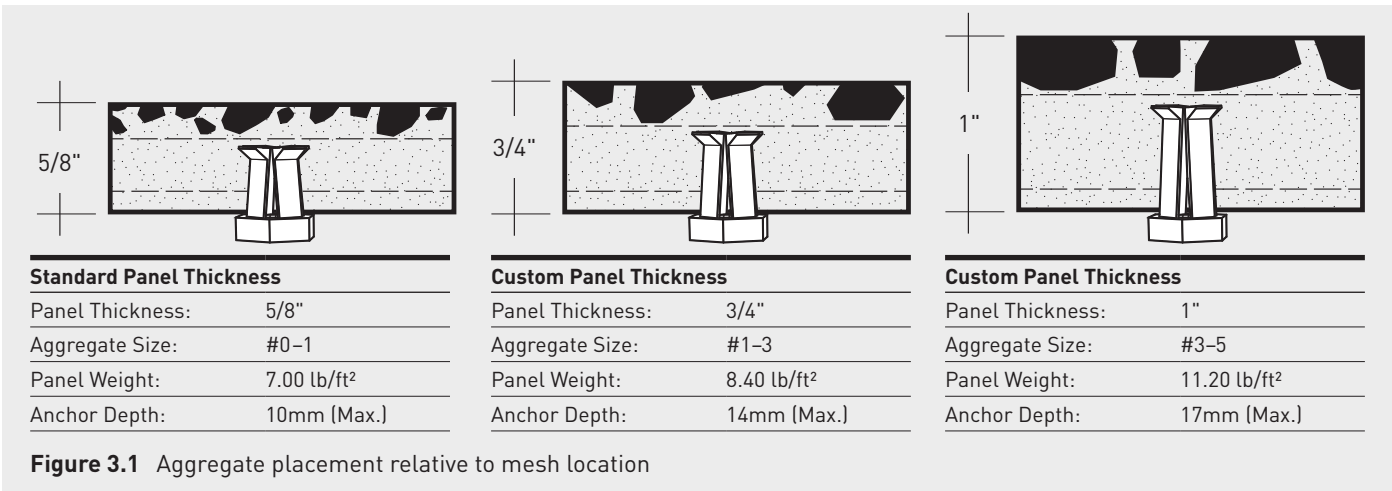 5/8"
3/4"
1"
Standard Panel Thickness
Panel Thickness: 5/8"
Aggregate Size: #0–1
Panel Weight: 7.00 lb/ft²
Anchor Depth: 10mm (Max.)
Custom Panel Thickness
Panel Thickness: 3/4"
Aggregate Size: #1–3
Panel Weight: 8.40 lb/ft²
Anchor Depth: 14mm (Max.)
Custom Panel Thickness
Panel Thickness: 1"
Aggregate Size: #3–5
Panel Weight: 11.20 lb/ft²
Anchor Depth: 17mm (Max.)
Figure 3.1 Aggregate placement relative to mesh location